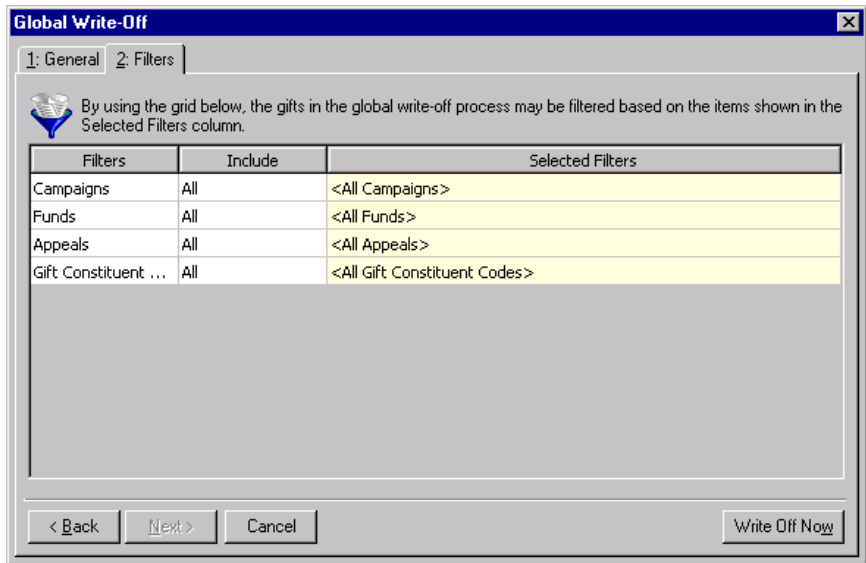 Global Write-Off
1: General 2: Filters
By using the grid below, the gifts in the global write-off process may be filtered based on the items shown in the
Selected Filters column.
Filters Include Selected Filters
Campaigns All <All Campaigns>
Funds All <All Funds>
Appeals All <All Appeals>
Gift Constituent ... All <All Gift Constituent Codes>
< Back Next > Cancel Write Off Now